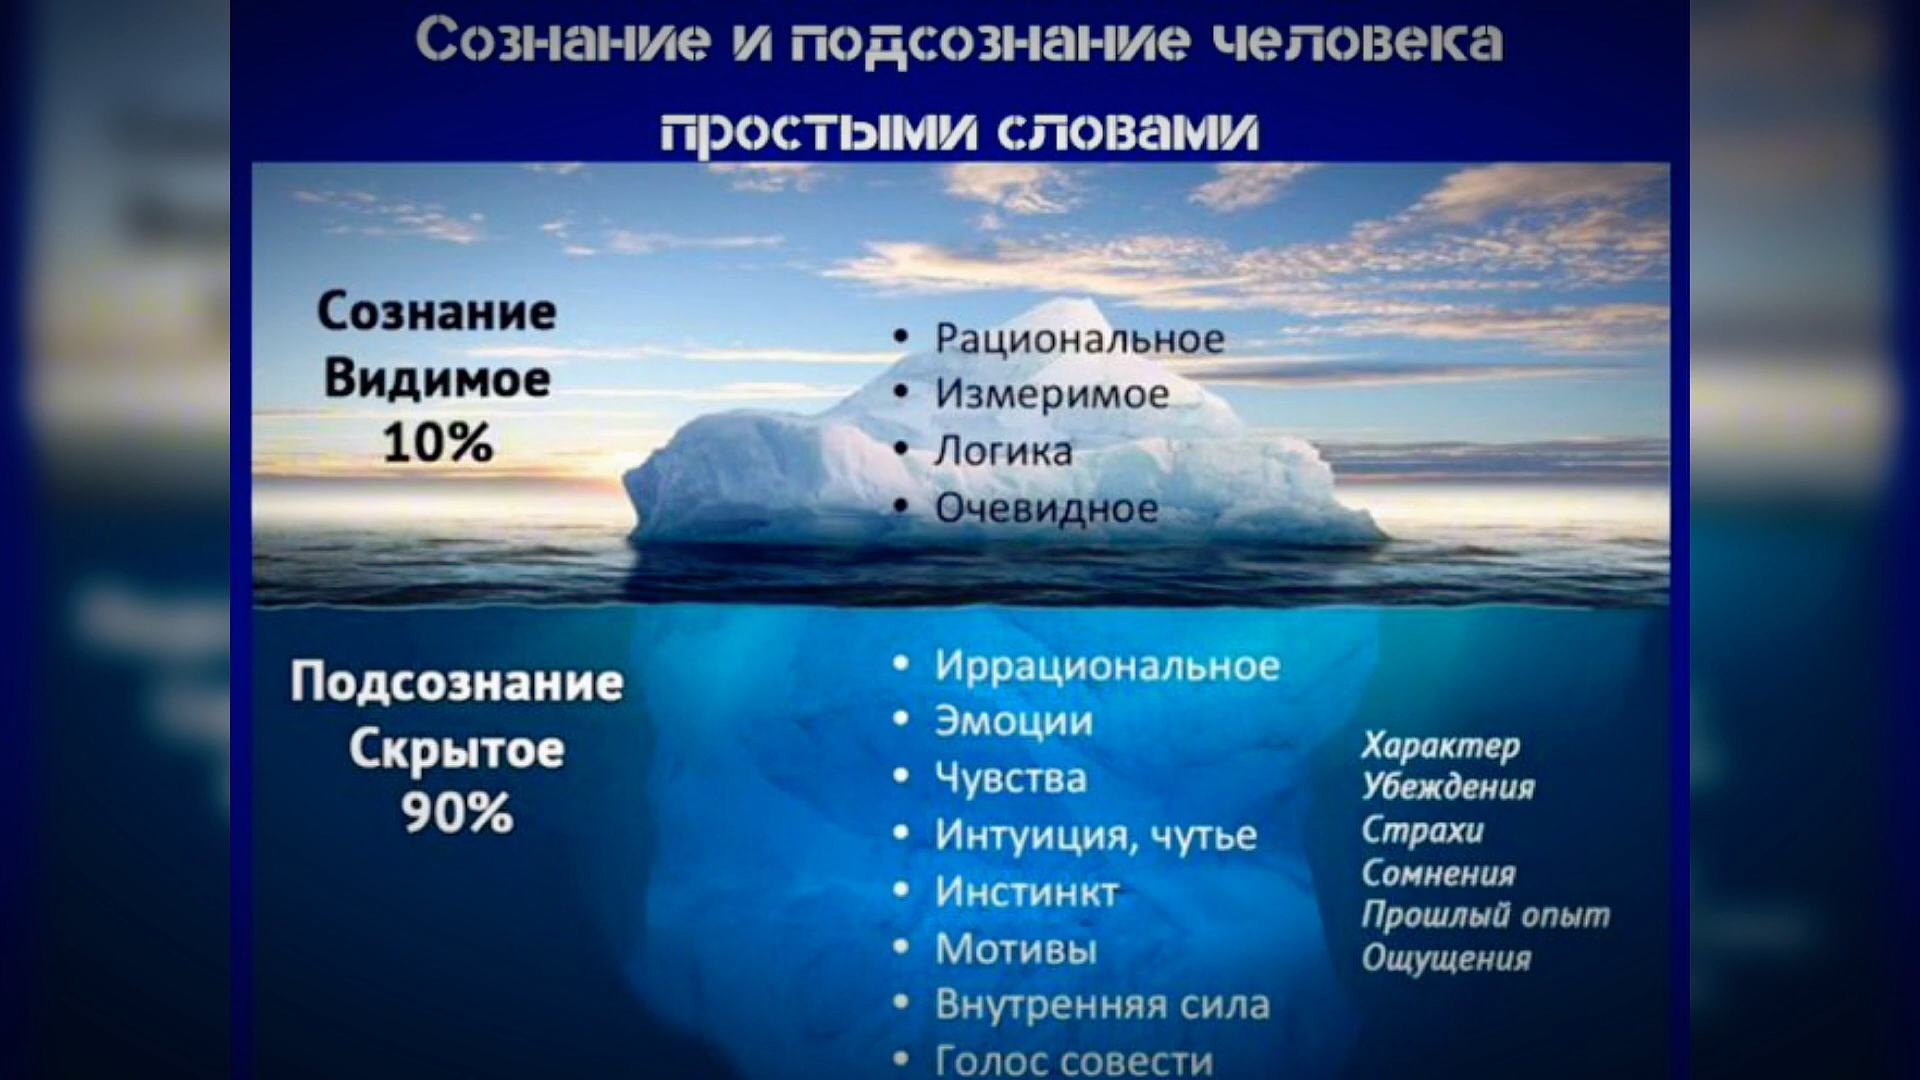 Сознание и подсознание человека
простыми словами
Сознание
Видимое
10%
• Рациональное
• Измеримое
• Логика
• Очевидное
Подсознание
Скрытое
90%
• Иррациональное
• Эмоции
• Чувства
• Интуиция, чутье
• Инстинкт
• Мотивы
• Внутренняя сила
• Голос совести
Характер
Убеждения
Страхи
Сомнения
Прошлый опыт
Ощущения